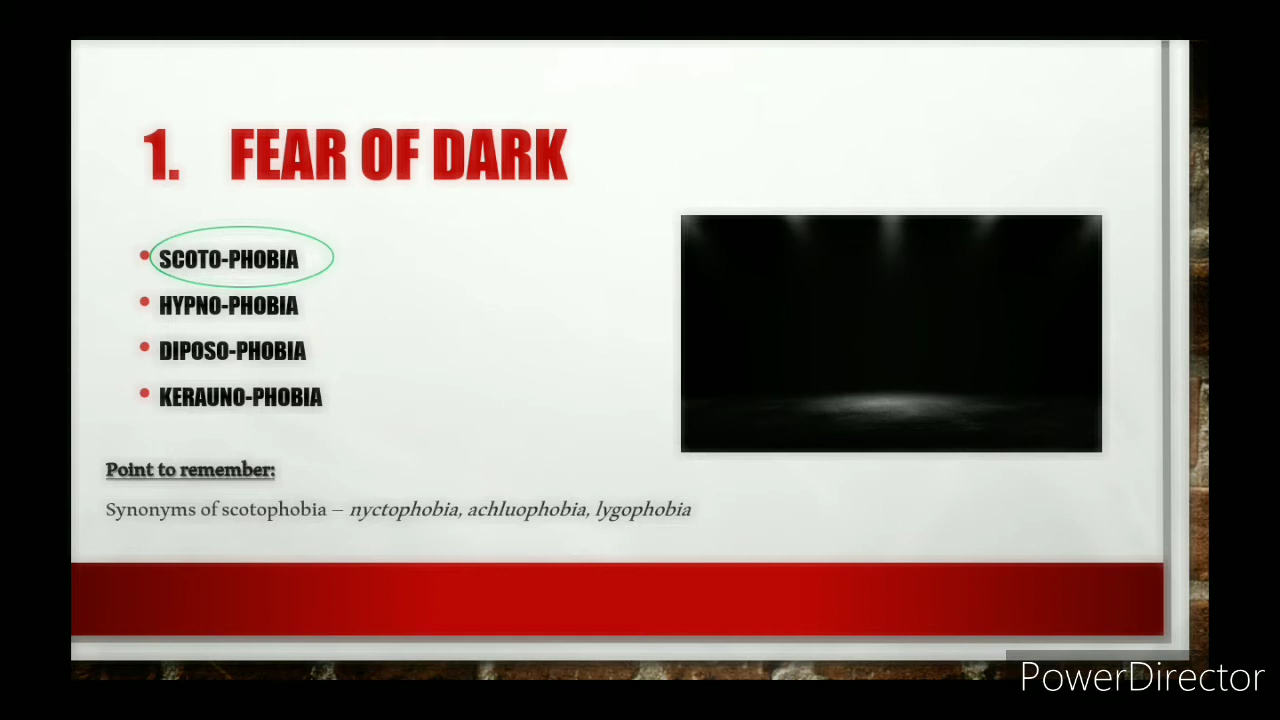 1. FEAR OF DARK
SCOTO-PHOBIA
HYPNO-PHOBIA
DIPOSO-PHOBIA
KERAUNO-PHOBIA
Point to remember:
Synonyms of scotophobia – nyctophobia, achluophobia, lygophobia
PowerDirector